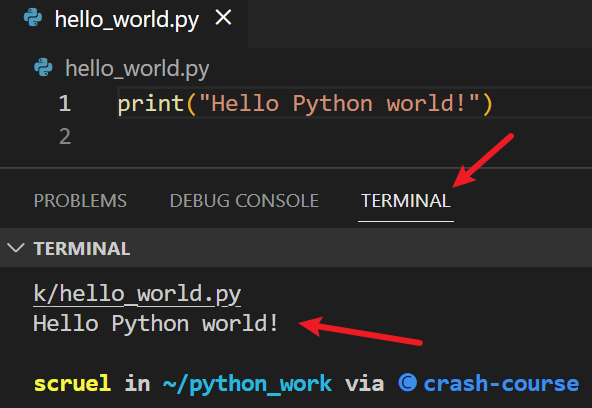 hello_world.py
hello_world.py
1 print("Hello Python world!")
2
PROBLEMS DEBUG CONSOLE TERMINAL
TERMINAL
k/hello_world.py
Hello Python world!
scruel in ~/python_work via © crash-course